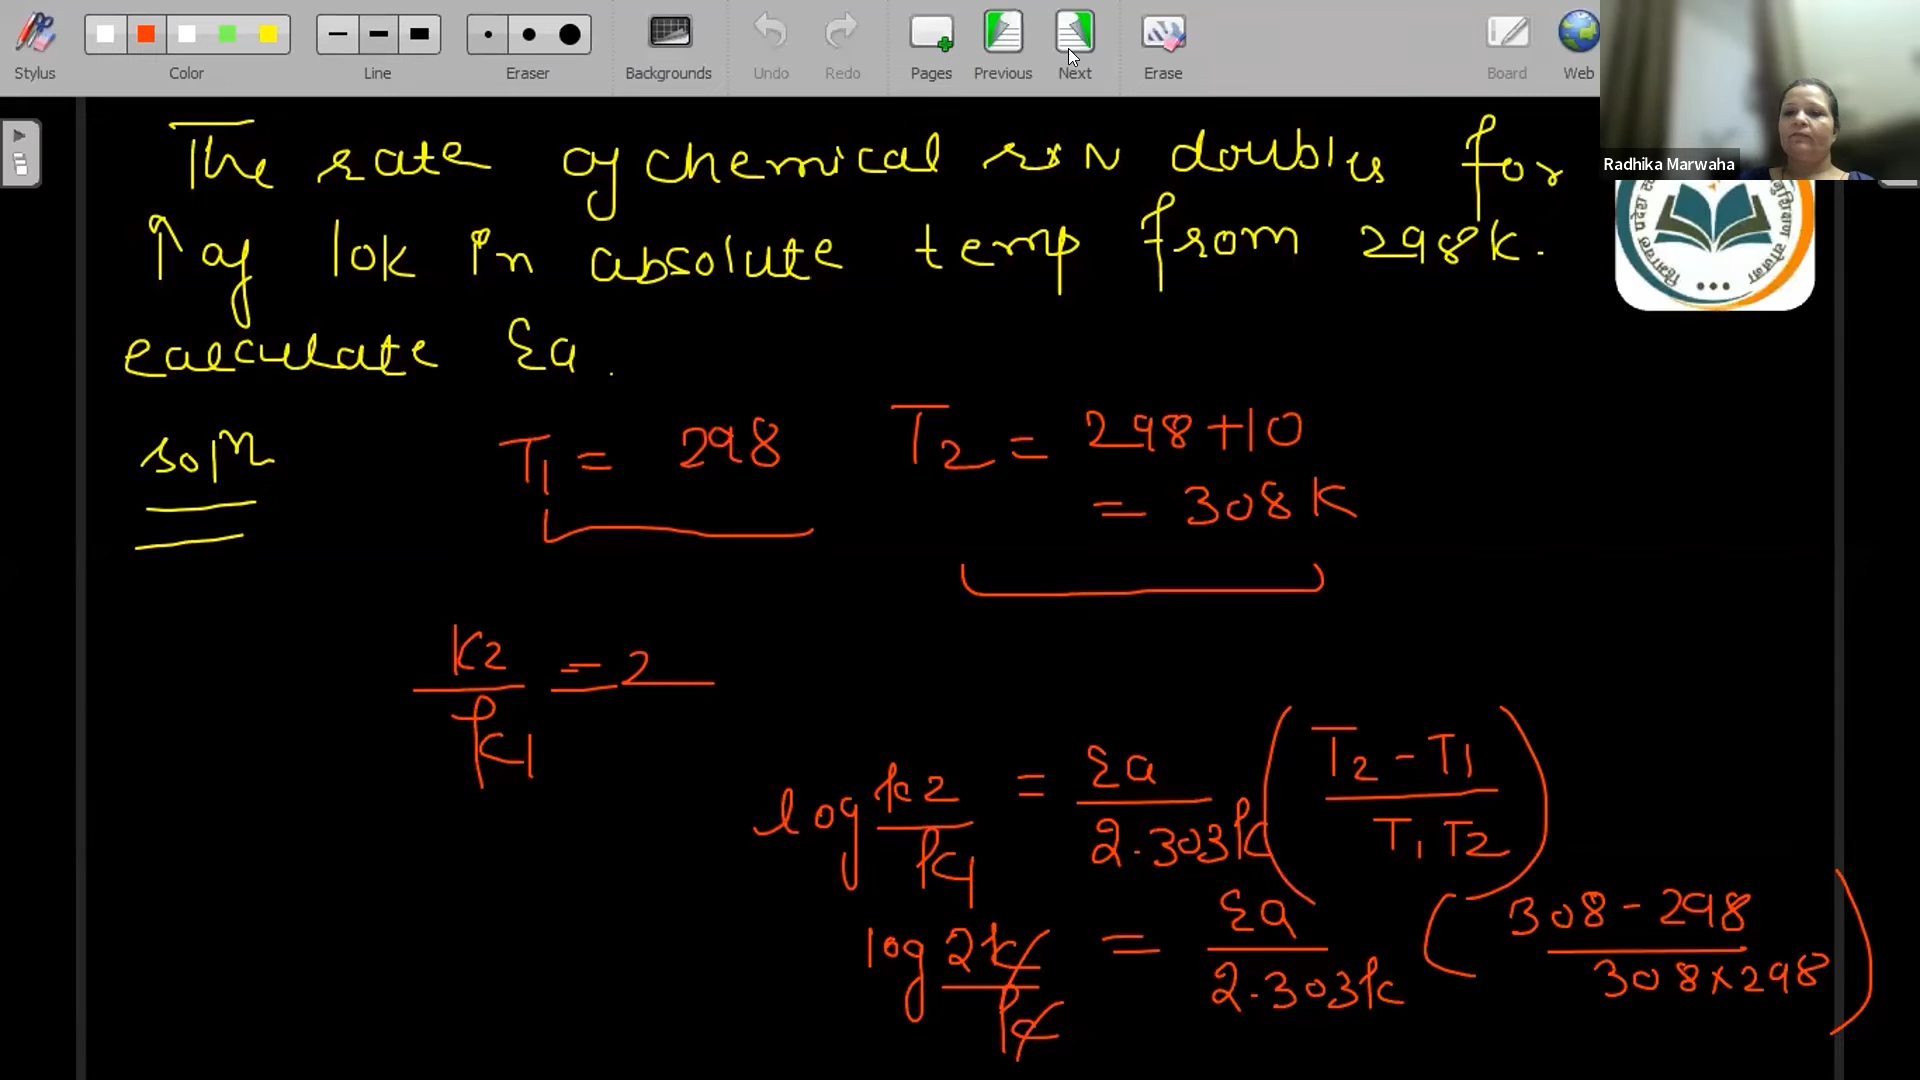 Stylus Color Line Eraser Backgrounds Undo Redo Pages Previous Next Erase Board Web
Radhika Marwaha
The rate of chemical rxn doubles for
↑ of 10K in absolute temp from 298K.
calculate Ea.
soln
T1 = 298
T2 = 298+10
= 308K
K2/K1 = 2
log k2/k1 = Ea/2.303R (T2 - T1/T1 T2)
log 2k/k = Ea/2.303R (308 - 298/308×298)